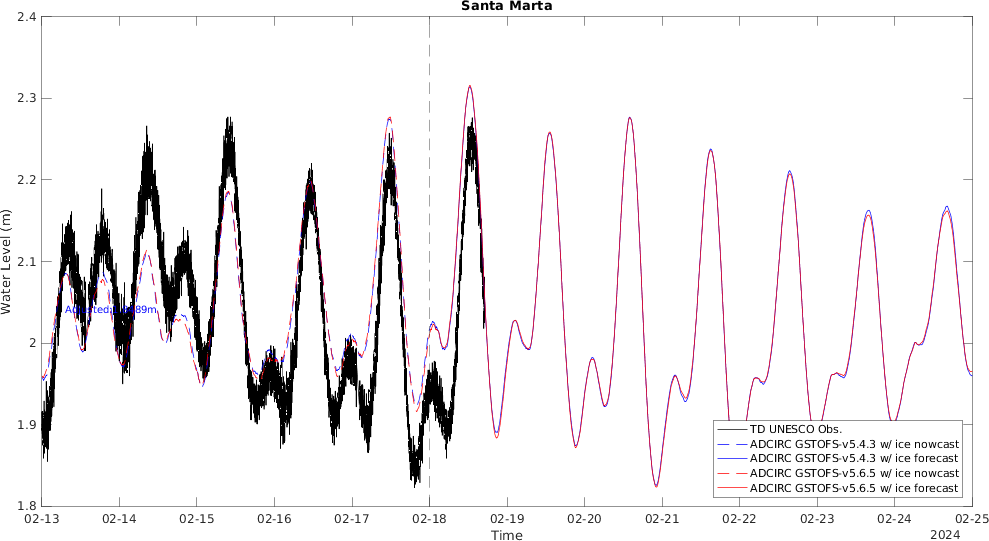 Santa Marta
Water Level (m)
2.4
2.3
2.2
2.1
2
1.9
1.8
TD UNESCO Obs.
ADCIRC GSTOFS-v5.4.3 w/ ice nowcast
ADCIRC GSTOFS-v5.4.3 w/ ice forecast
ADCIRC GSTOFS-v5.6.5 w/ ice nowcast
ADCIRC GSTOFS-v5.6.5 w/ ice forecast
02-13 02-14 02-15 02-16 02-17 02-18 02-19 02-20 02-21 02-22 02-23 02-24 02-25
Time
2024